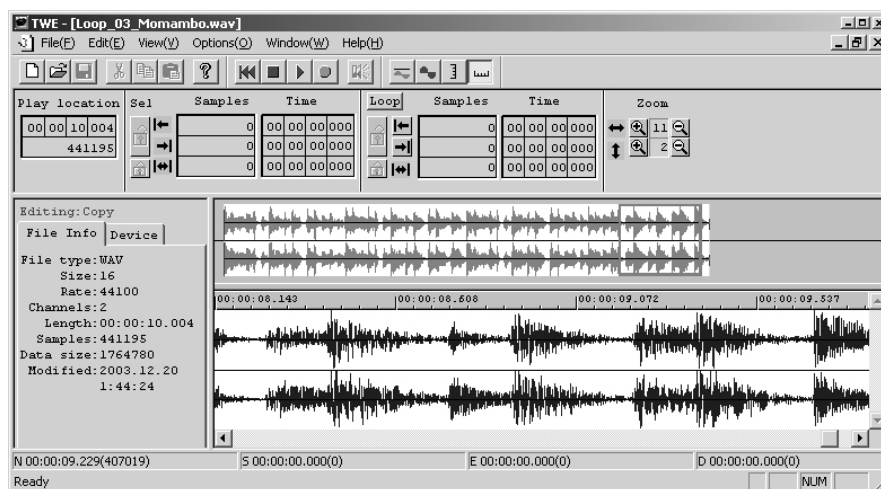 TWE - [Loop_03_Momambo.wav]
File(F) Edit(E) View(V) Options(O) Window(W) Help(H)
Play location Sel Samples Time Loop Samples Time Zoom
00 00 10 004 0 00 00 00 000 0 00 00 00 000 11
441195 0 00 00 00 000 0 00 00 00 000 2
0 00 00 00 000 0 00 00 00 000
Editing:Copy
File Info Device
File type:WAV
Size:16
Rate:44100
Channels:2
Length:00:00:10.004
Samples:441195
Data size:1764780
Modified:2003.12.20
1:44:24
00:00:08.143 00:00:08.608 00:00:09.072 00:00:09.537
N 00:00:09.229(407019) S 00:00:00.000(0) E 00:00:00.000(0) D 00:00:00.000(0)
Ready NUM